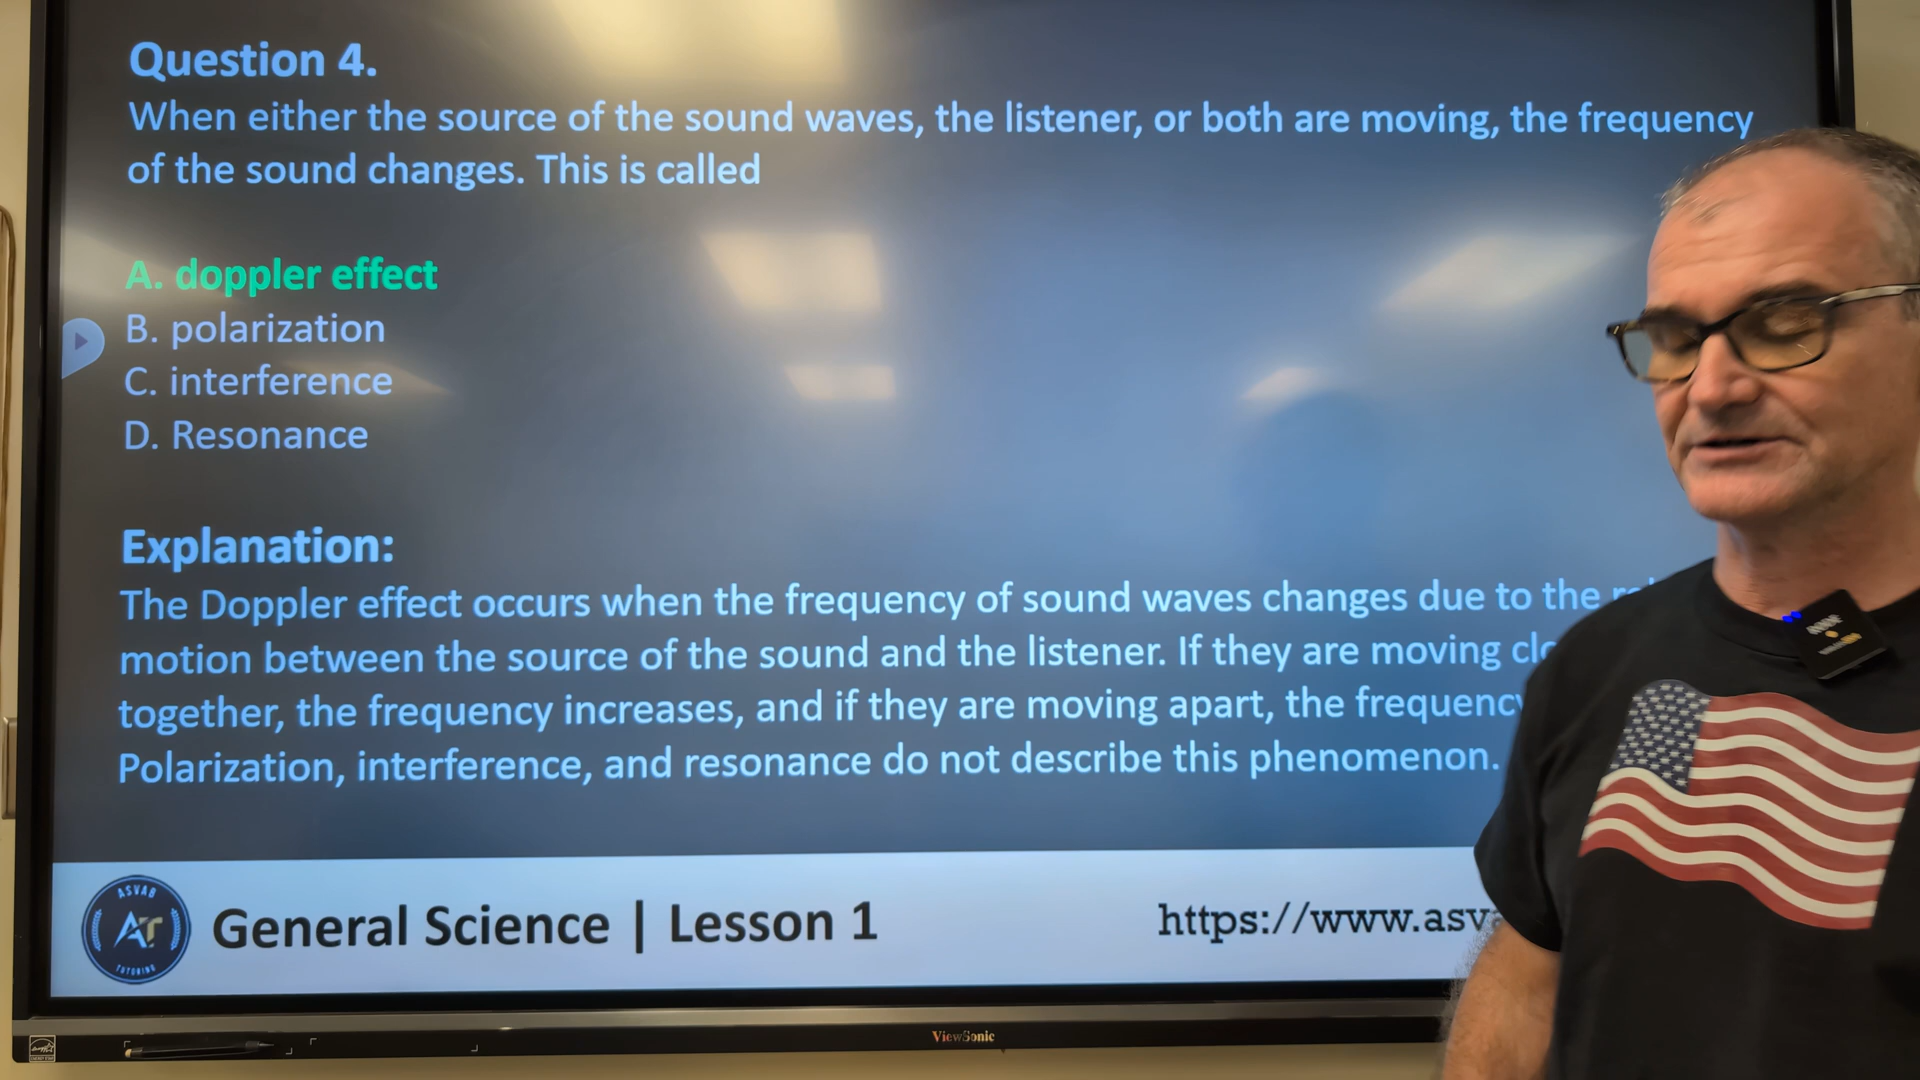 Question 4.
When either the source of the sound waves, the listener, or both are moving, the frequency
of the sound changes. This is called
A. doppler effect
B. polarization
C. interference
D. Resonance
Explanation:
The Doppler effect occurs when the frequency of sound waves changes due to the
motion between the source of the sound and the listener. If they are moving
together, the frequency increases, and if they are moving apart, the frequency
Polarization, interference, and resonance do not describe this phenomenon.
ASVAB
AT
TUTORING
General Science | Lesson 1
https://www.asv
ViewSonic